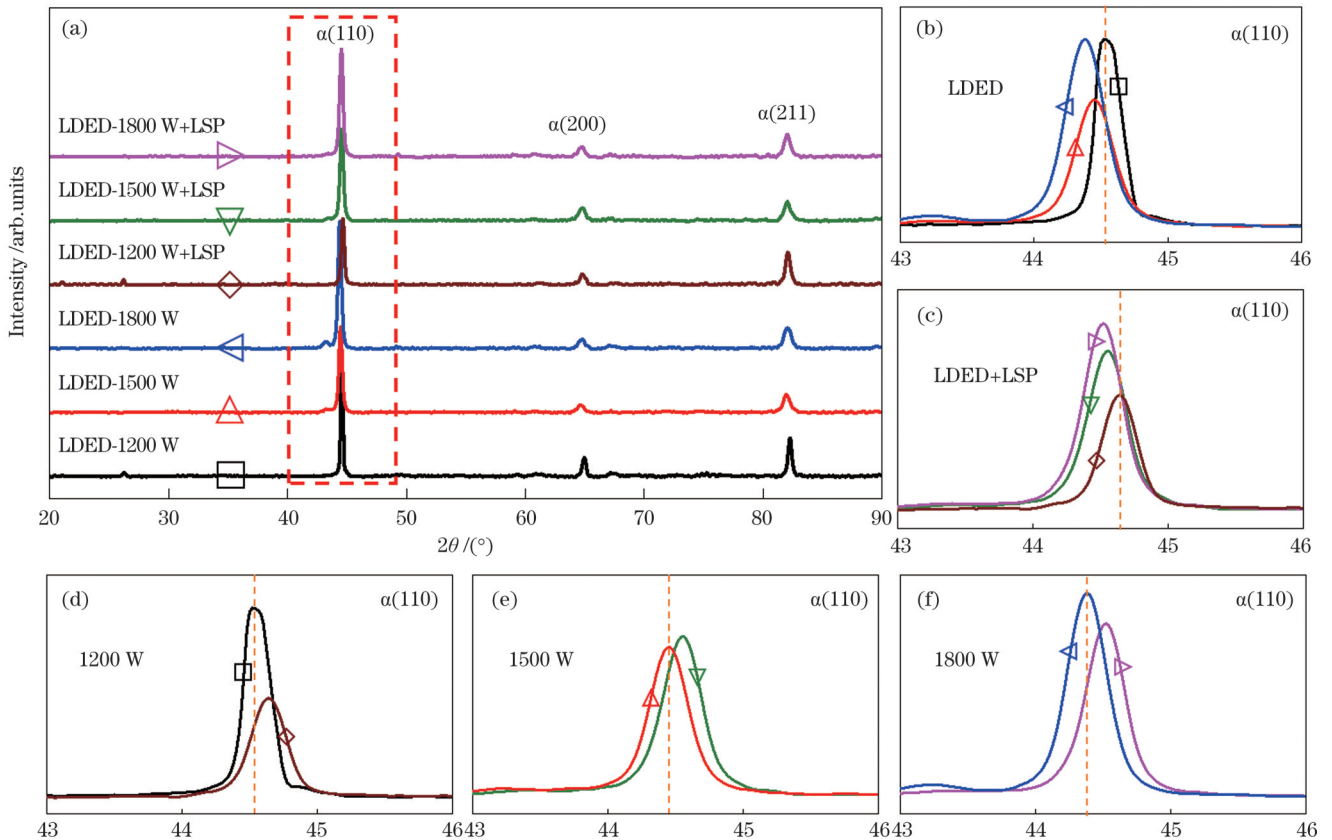 (a)
α(110)
α(200)
α(211)
LDED-1800 W+LSP
LDED-1500 W+LSP
LDED-1200 W+LSP
LDED-1800 W
LDED-1500 W
LDED-1200 W
Intensity /arb.units
20 30 40 50 60 70 80 90
2θ /(°)
(b)
α(110)
LDED
43 44 45 46
(c)
α(110)
LDED+LSP
43 44 45 46
(d)
α(110)
1200 W
43 44 45 46
(e)
α(110)
1500 W
43 44 45 46
(f)
α(110)
1800 W
43 44 45 46